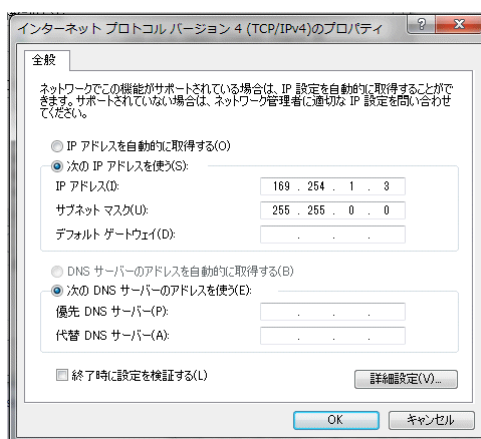 インターネット プロトコル バージョン 4 (TCP/IPv4)のプロパティ
全般
ネットワークでこの機能がサポートされている場合は、IP 設定を自動的に取得することがで
きます。サポートされていない場合は、ネットワーク管理者に適切な IP 設定を問い合わせ
てください。
IP アドレスを自動的に取得する(O)
次の IP アドレスを使う(S):
IP アドレス(I): 169 . 254 . 1 . 3
サブネット マスク(U): 255 . 255 . 0 . 0
デフォルト ゲートウェイ(D): . . .
DNS サーバーのアドレスを自動的に取得する(B)
次の DNS サーバーのアドレスを使う(E):
優先 DNS サーバー(P): . . .
代替 DNS サーバー(A): . . .
終了時に設定を検証する(L)
詳細設定(V)...
OK キャンセル